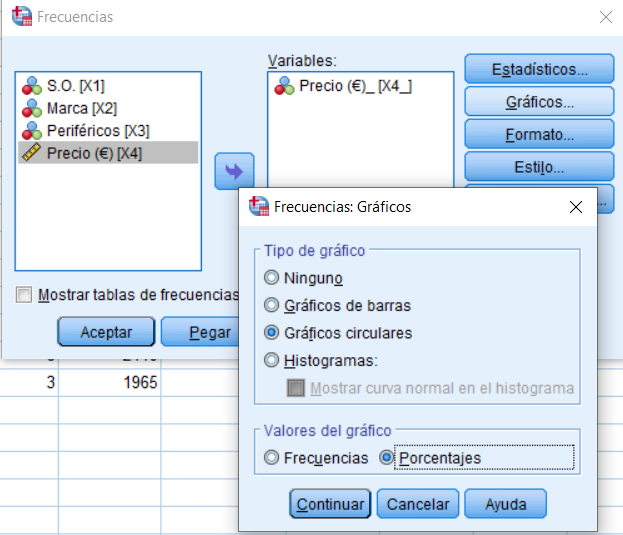 Frecuencias
Variables:
S.O. [X1]
Marca [X2]
Periféricos [X3]
Precio (€) [X4]
Precio (€)_ [X4_]
Estadísticos...
Gráficos...
Formato...
Estilo...
...
Mostrar tablas de frecuencias
Aceptar
Pegar
3 1965
Frecuencias: Gráficos
Tipo de gráfico
Ninguno
Gráficos de barras
Gráficos circulares
Histogramas:
Mostrar curva normal en el histograma
Valores del gráfico
Frecuencias Porcentajes
Continuar Cancelar Ayuda